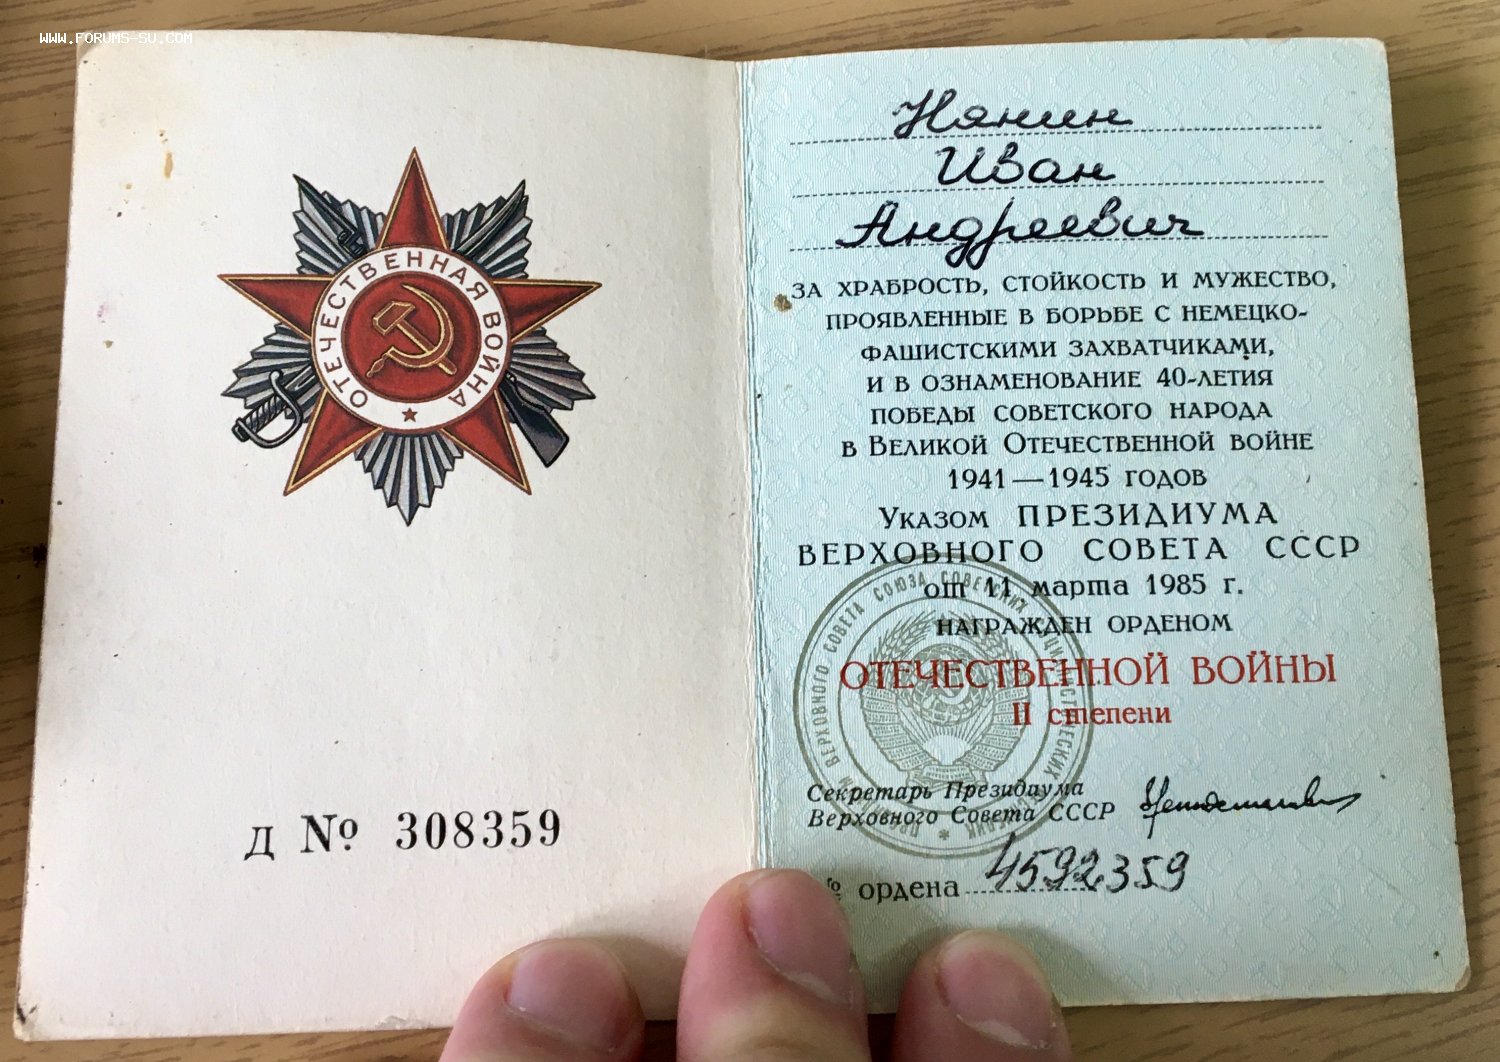 WWW.FORUMS-SU.COM
ОТЕЧЕСТВЕННАЯ ВОЙНА
Д № 308359
Нянин
Иван
Андреевич
ЗА ХРАБРОСТЬ, СТОЙКОСТЬ И МУЖЕСТВО,
ПРОЯВЛЕННЫЕ В БОРЬБЕ С НЕМЕЦКО-
ФАШИСТСКИМИ ЗАХВАТЧИКАМИ,
И В ОЗНАМЕНОВАНИЕ 40-ЛЕТИЯ
ПОБЕДЫ СОВЕТСКОГО НАРОДА
В ВЕЛИКОЙ ОТЕЧЕСТВЕННОЙ ВОЙНЕ
1941—1945 ГОДОВ
УКАЗОМ ПРЕЗИДИУМА
ВЕРХОВНОГО СОВЕТА СССР
от 11 марта 1985 г.
НАГРАЖДЕН ОРДЕНОМ
ОТЕЧЕСТВЕННОЙ ВОЙНЫ
II степени
Секретарь Президиума
Верховного Совета СССР
№ ордена 4592359